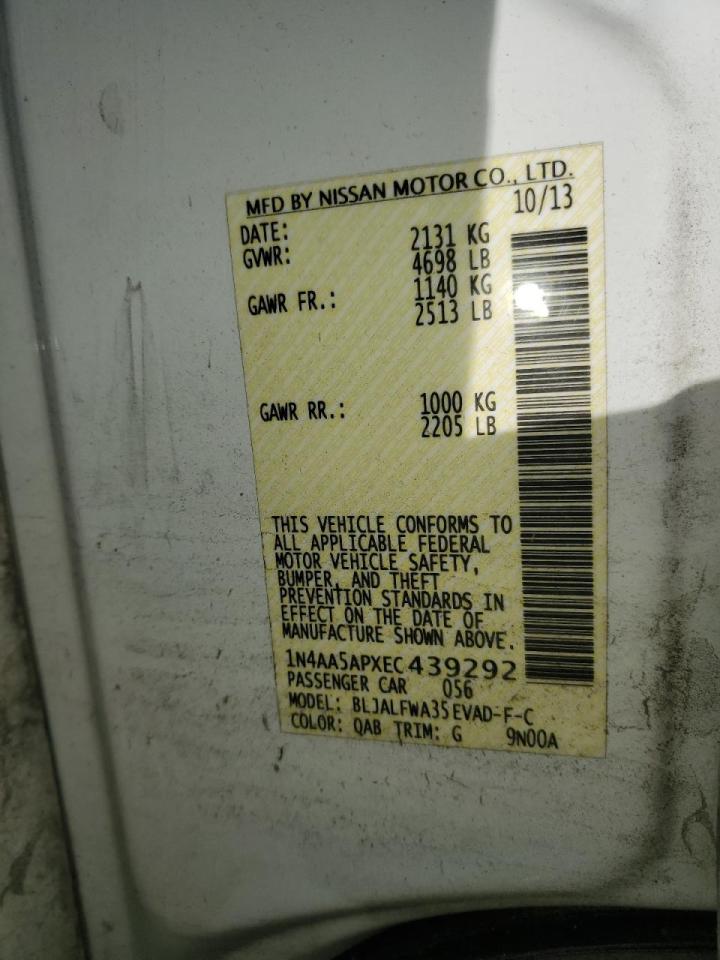 MFD BY NISSAN MOTOR CO., LTD.
DATE: 10/13
GVWR: 2131 KG
4698 LB
GAWR FR.: 1140 KG
2513 LB
GAWR RR.: 1000 KG
2205 LB
THIS VEHICLE CONFORMS TO
ALL APPLICABLE FEDERAL
MOTOR VEHICLE SAFETY,
BUMPER, AND THEFT
PREVENTION STANDARDS IN
EFFECT ON THE DATE OF
MANUFACTURE SHOWN ABOVE.
1N4AA5APXEC439292
PASSENGER CAR 056
MODEL: BLJALFWA35EVAD-F-C
COLOR: QAB TRIM: G 9N00A